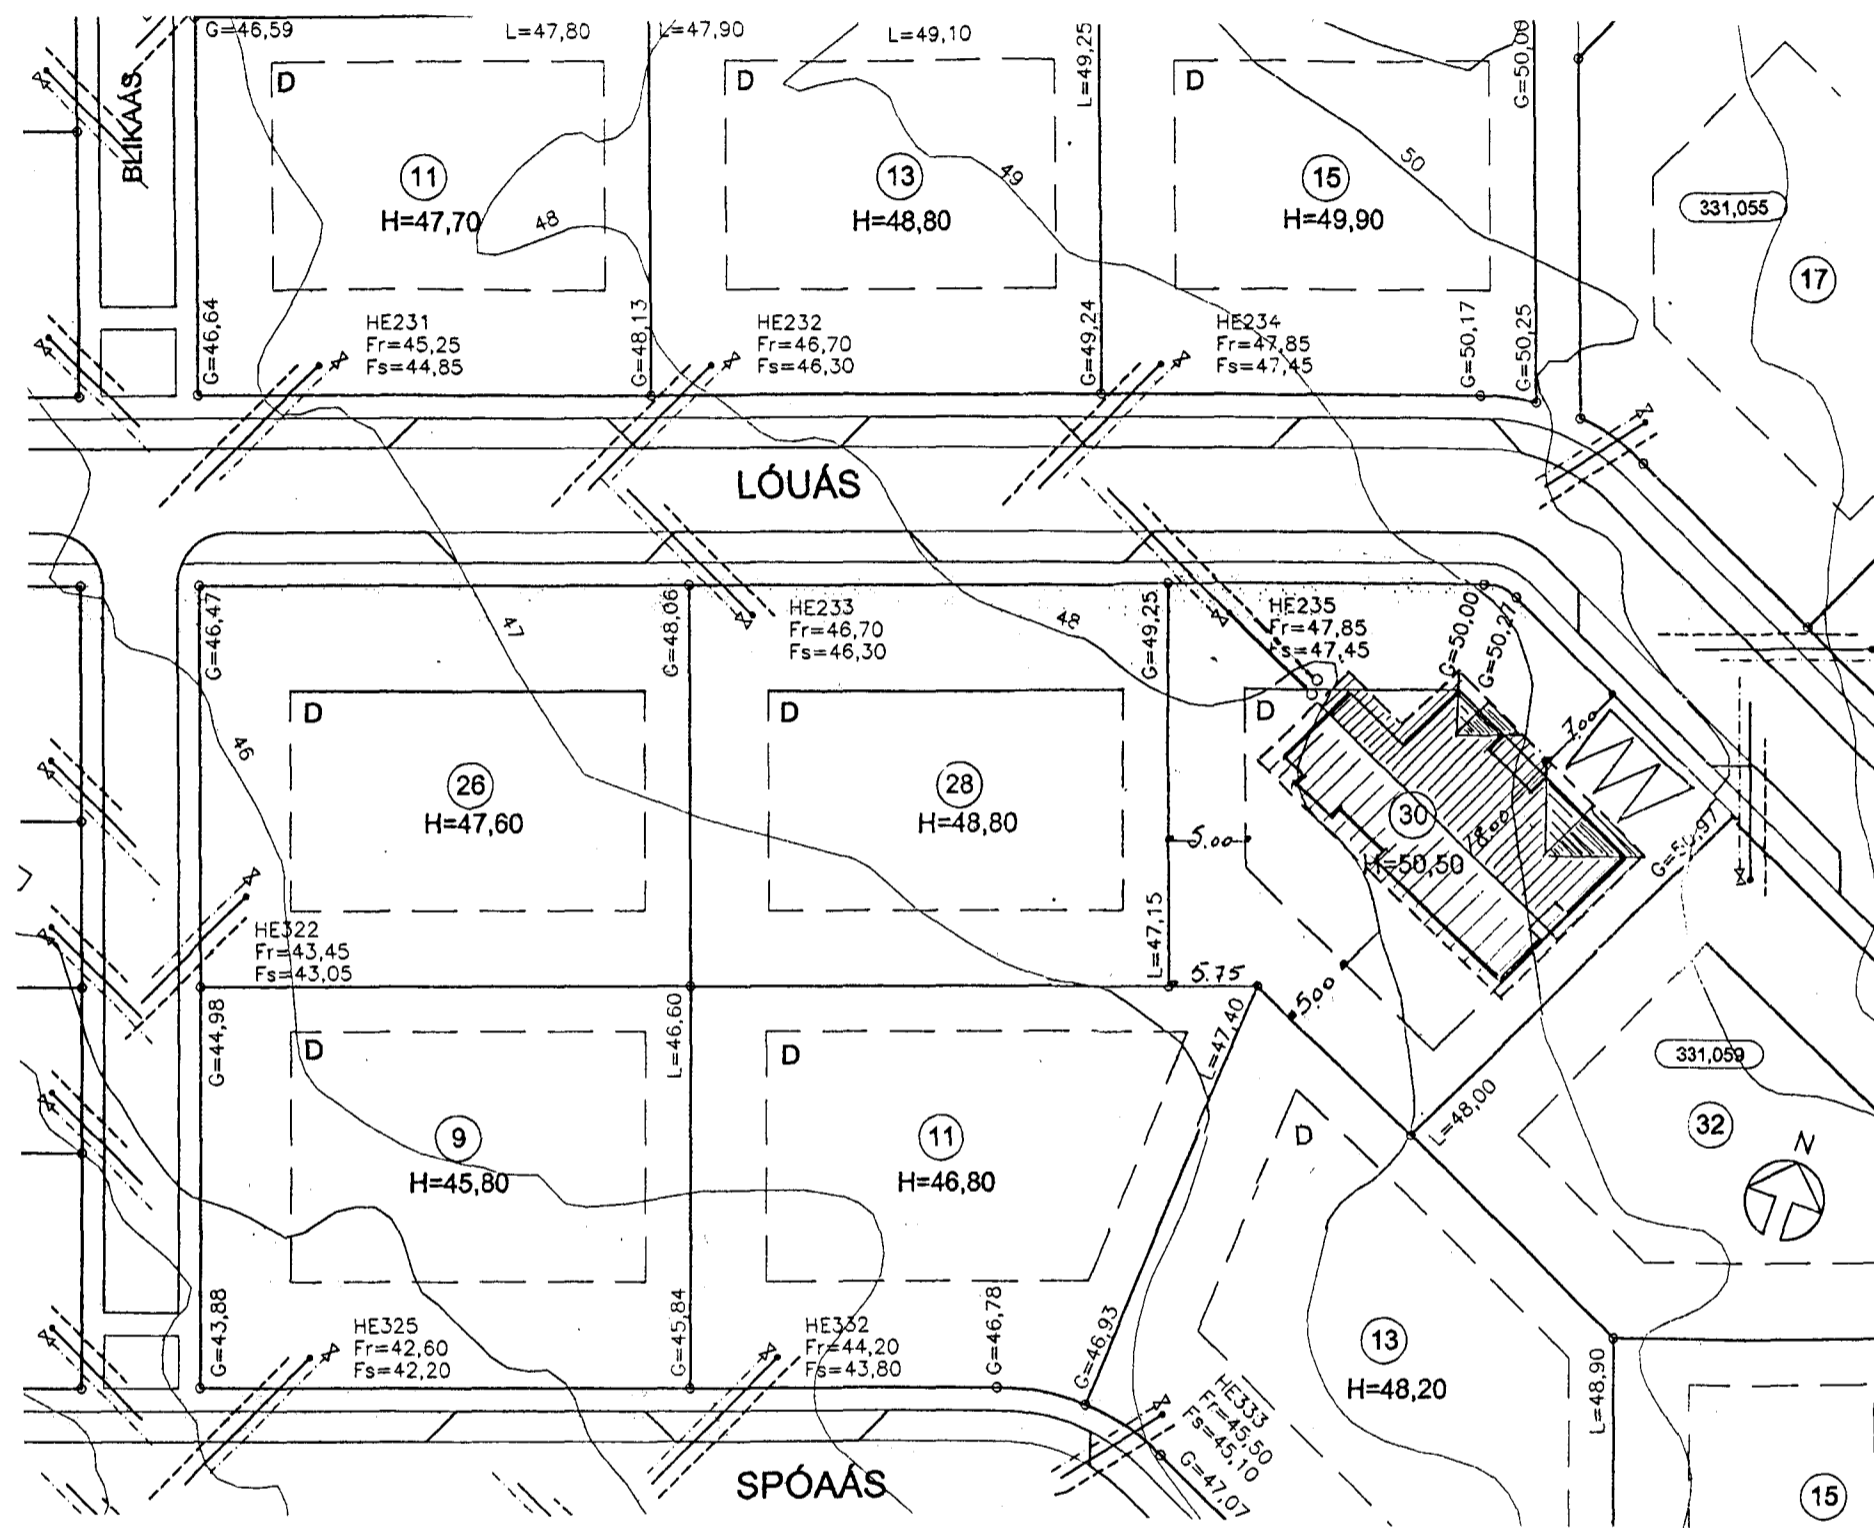 G=46,59
L=47,80
L=47,90
L=49,10
L=49,25
G=50,00
BLIKAÁS
D
D
D
11
H=47,70
48
13
H=48,80
49
15
H=49,90
50
331,055
17
G=46,64
HE231
Fr=45,25
Fs=44,85
G=48,13
HE232
Fr=46,70
Fs=46,30
G=49,24
HE234
Fr=47,85
Fs=47,45
G=50,17
G=50,25
LÓUÁS
G=46,47
47
G=48,06
HE233
Fr=46,70
Fs=46,30
48
G=49,25
HE235
Fr=47,85
Fs=47,45
G=50,00
G=50,27
46
D
26
H=47,60
D
28
H=48,80
D
7.00
30
H=50,50
18.00
5.00
G=50,97
L=47,15
HE322
Fr=43,45
Fs=43,05
5.75
5.00
G=44,98
L=46,60
L=47,40
L=48,00
331,059
32
N
D
9
H=45,80
D
11
H=46,80
D
13
H=48,20
G=43,88
HE325
Fr=42,60
Fs=42,20
G=45,84
HE332
Fr=44,20
Fs=43,80
G=46,78
G=46,93
HE333
Fr=45,50
Fs=45,10
G=47,07
L=48,90
15
SPÓAÁS